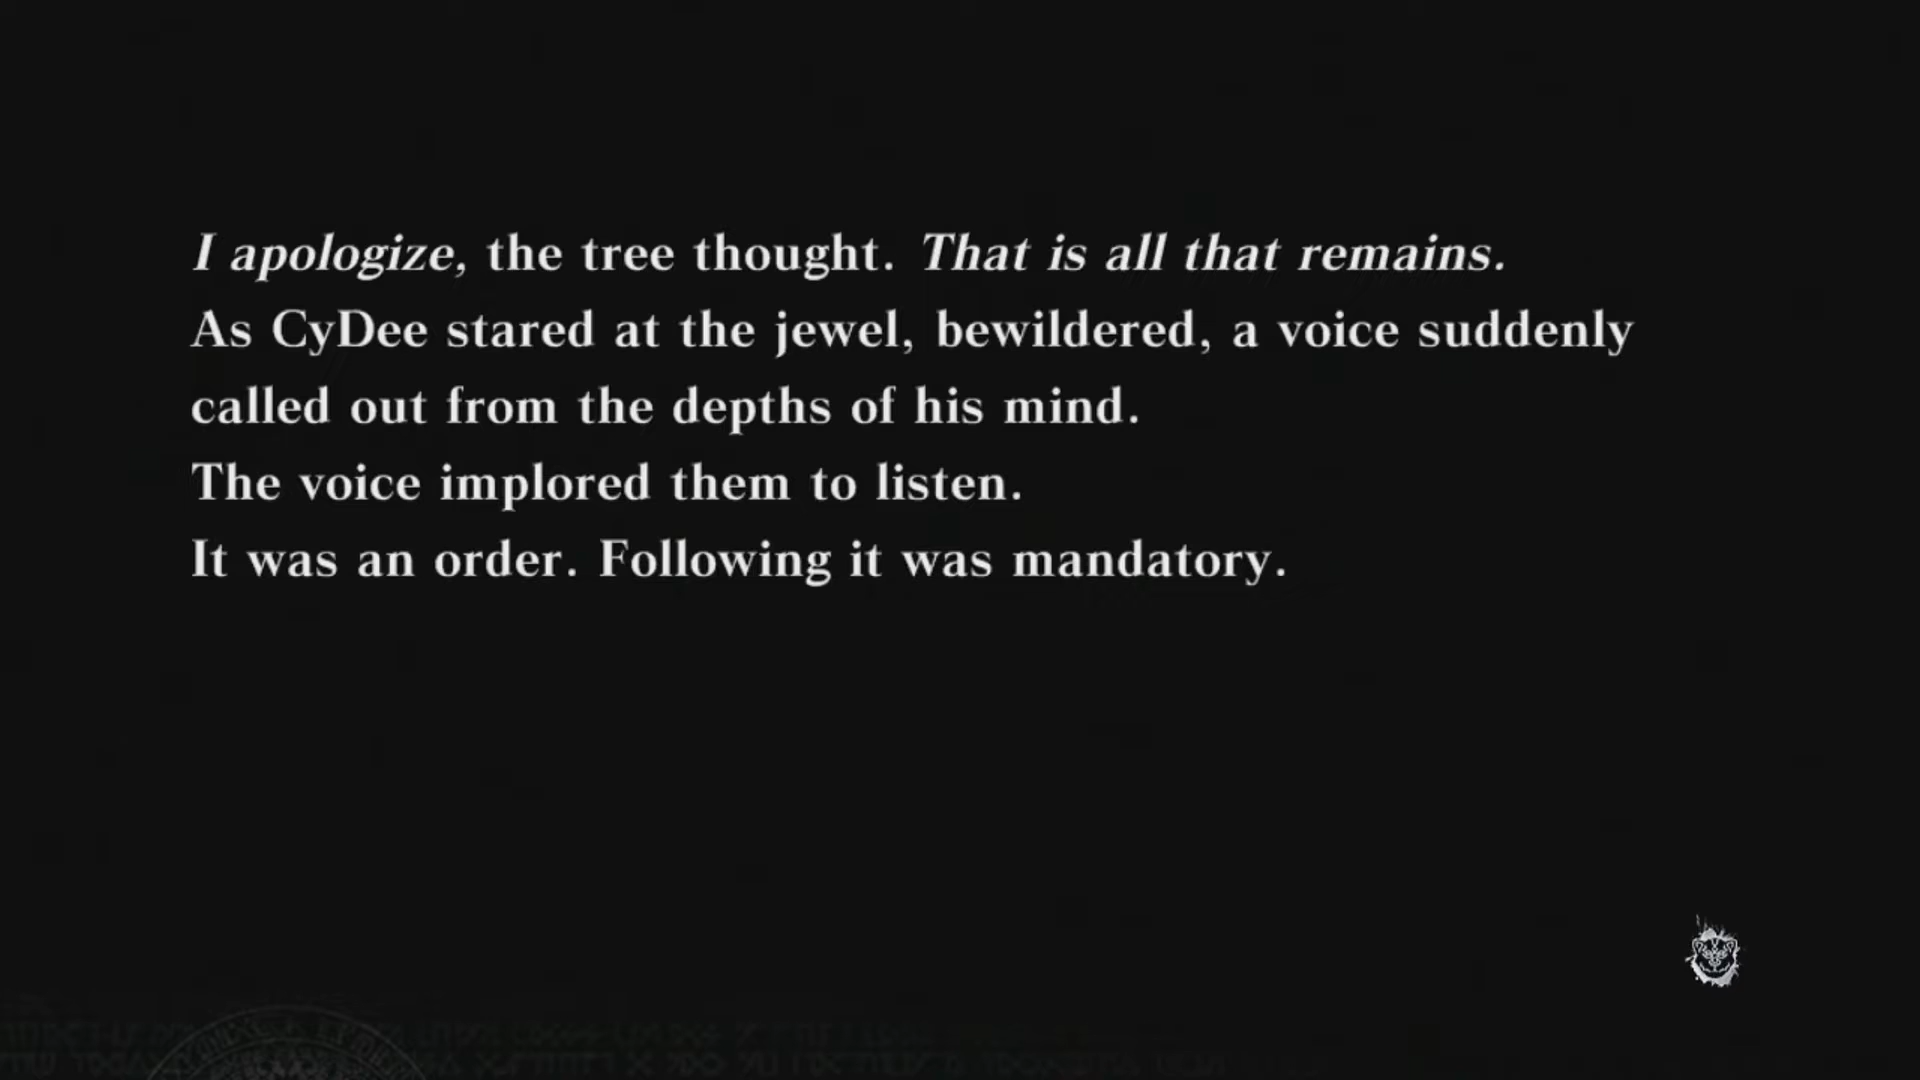 I apologize, the tree thought. That is all that remains.
As CyDee stared at the jewel, bewildered, a voice suddenly
called out from the depths of his mind.
The voice implored them to listen.
It was an order. Following it was mandatory.